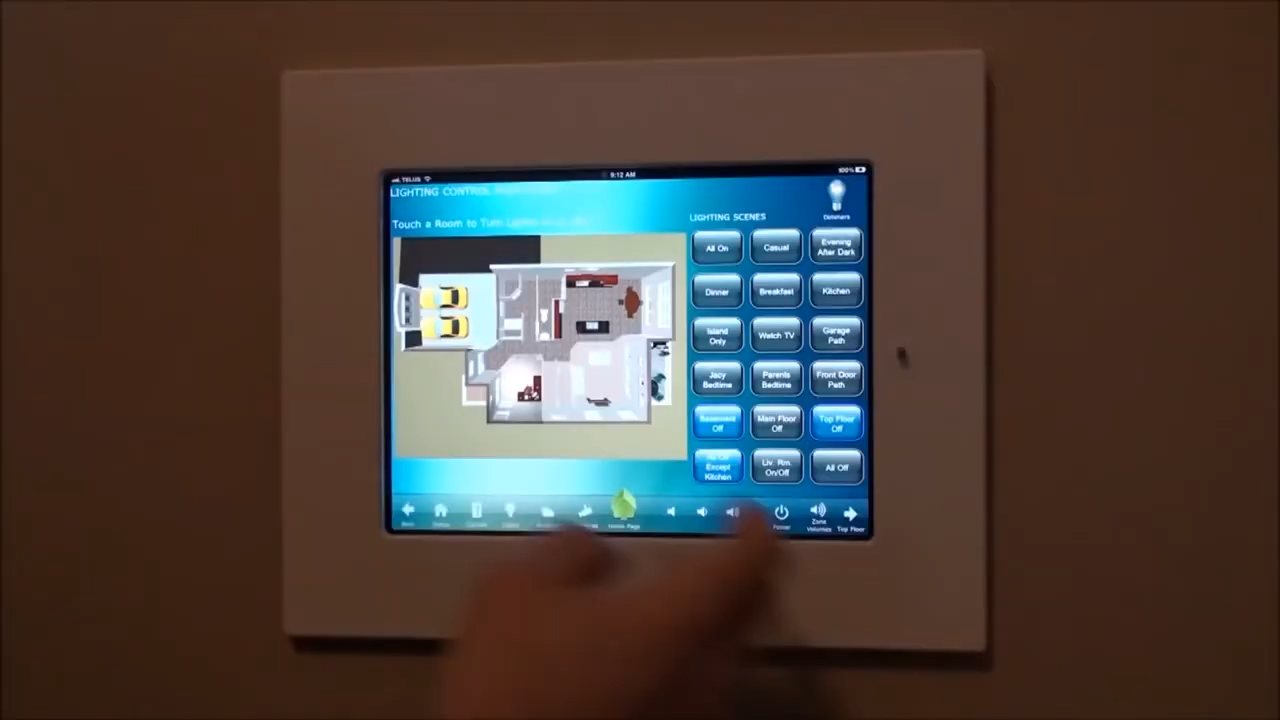 TELUS
9:12 AM
100%
LIGHTING CONTROL
Touch a Room to Turn
LIGHTING SCENES
Dimmers
All On
Casual
Evening
After Dark
Dinner
Breakfast
Kitchen
Island
Only
Watch TV
Garage
Path
Jacy
Bedtime
Parents
Bedtime
Front Door
Path
Basement
Off
Main Floor
Off
Top Floor
Off
Except
Kitchen
Liv. Rm.
On/Off
All Off
Back
Home Page
Power
Zone
Volumes
Top Floor